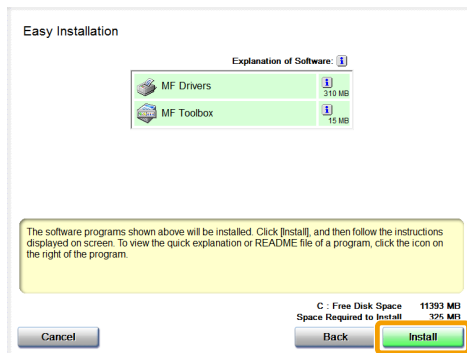 Easy Installation
Explanation of Software:
MF Drivers
310 MB
MF Toolbox
15 MB
The software programs shown above will be installed. Click [Install], and then follow the instructions
displayed on screen. To view the quick explanation or README file of a program, click the icon on
the right of the program.
C : Free Disk Space 11393 MB
Space Required to Install 325 MB
Cancel Back Install